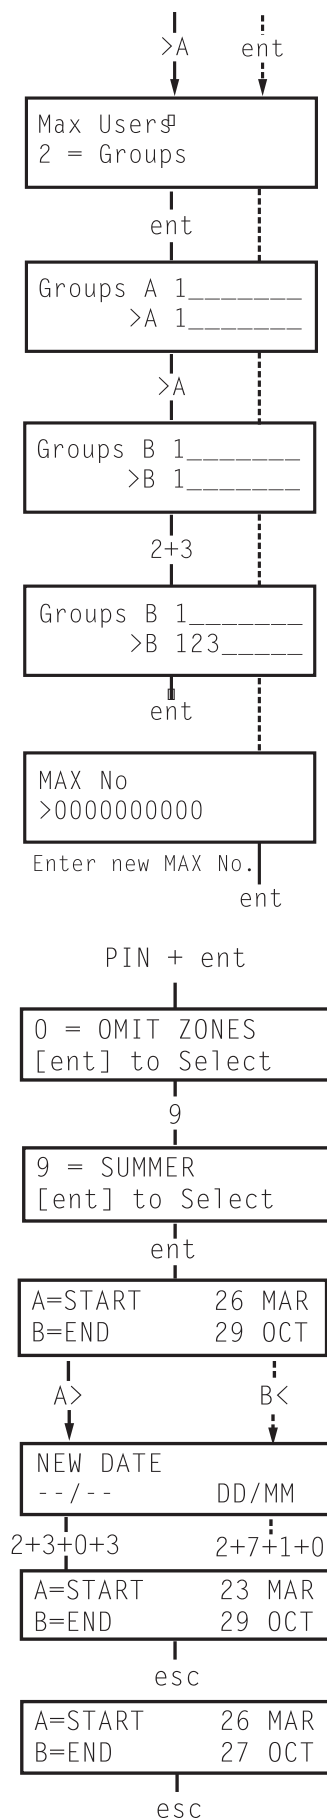 >A
ent
Max Users
2 = Groups
ent
Groups A 1_______
>A 1_______
>A
Groups B 1_______
>B 1_______
2+3
Groups B 1_______
>B 123_____
ent
MAX No
>0000000000
Enter new MAX No.
ent
PIN + ent
0 = OMIT ZONES
[ent] to Select
9
9 = SUMMER
[ent] to Select
ent
A=START 26 MAR
B=END 29 OCT
A>
B<
NEW DATE
--/-- DD/MM
2+3+0+3
2+7+1+0
A=START 23 MAR
B=END 29 OCT
esc
A=START 26 MAR
B=END 27 OCT
esc